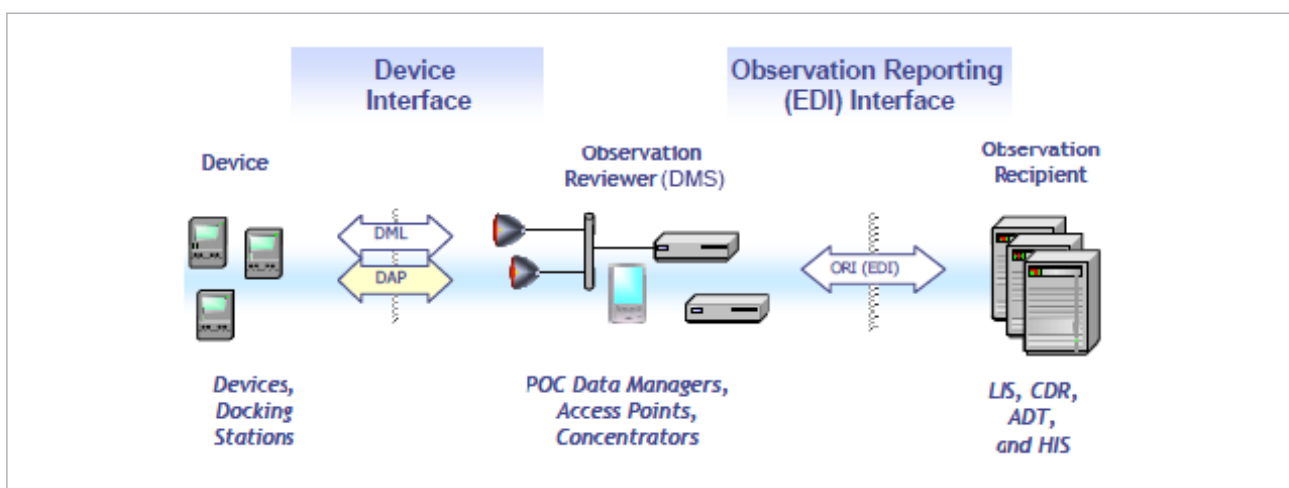 Device
Interface
Observation Reporting
(EDI) Interface
Device
Observation
Reviewer (DMS)
Observation
Recipient
DML
DAP
ORI (EDI)
Devices,
Docking
Stations
POC Data Managers,
Access Points,
Concentrators
LIS, CDR,
ADT,
and HIS